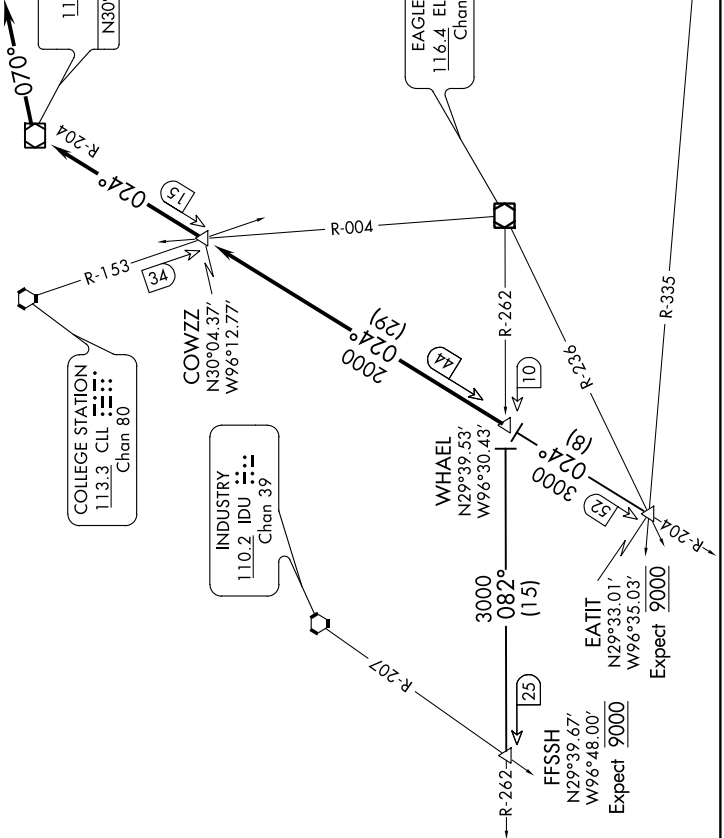 11
N30°
070°
R-204
024°
15
EAGLE
116.4 EL
Chan
R-004
R-153
34
COWZZ
N30°04.37'
W96°12.77'
COLLEGE STATION
113.3 CLL
Chan 80
2000
024°
(29)
44
R-262
10
R-236
R-335
WHAEL
N29°39.53'
W96°30.43'
INDUSTRY
110.2 IDU
Chan 39
3000
024°
(8)
52
R-204
3000
082°
(15)
EATIT
N29°33.01'
W96°35.03'
Expect 9000
R-207
25
R-262
FFSSH
N29°39.67'
W96°48.00'
Expect 9000